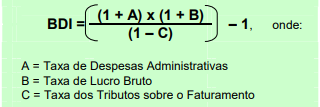 BDI = ( (1 + A) x (1 + B) / (1 – C) ) – 1, onde:
A = Taxa de Despesas Administrativas
B = Taxa de Lucro Bruto
C = Taxa dos Tributos sobre o Faturamento